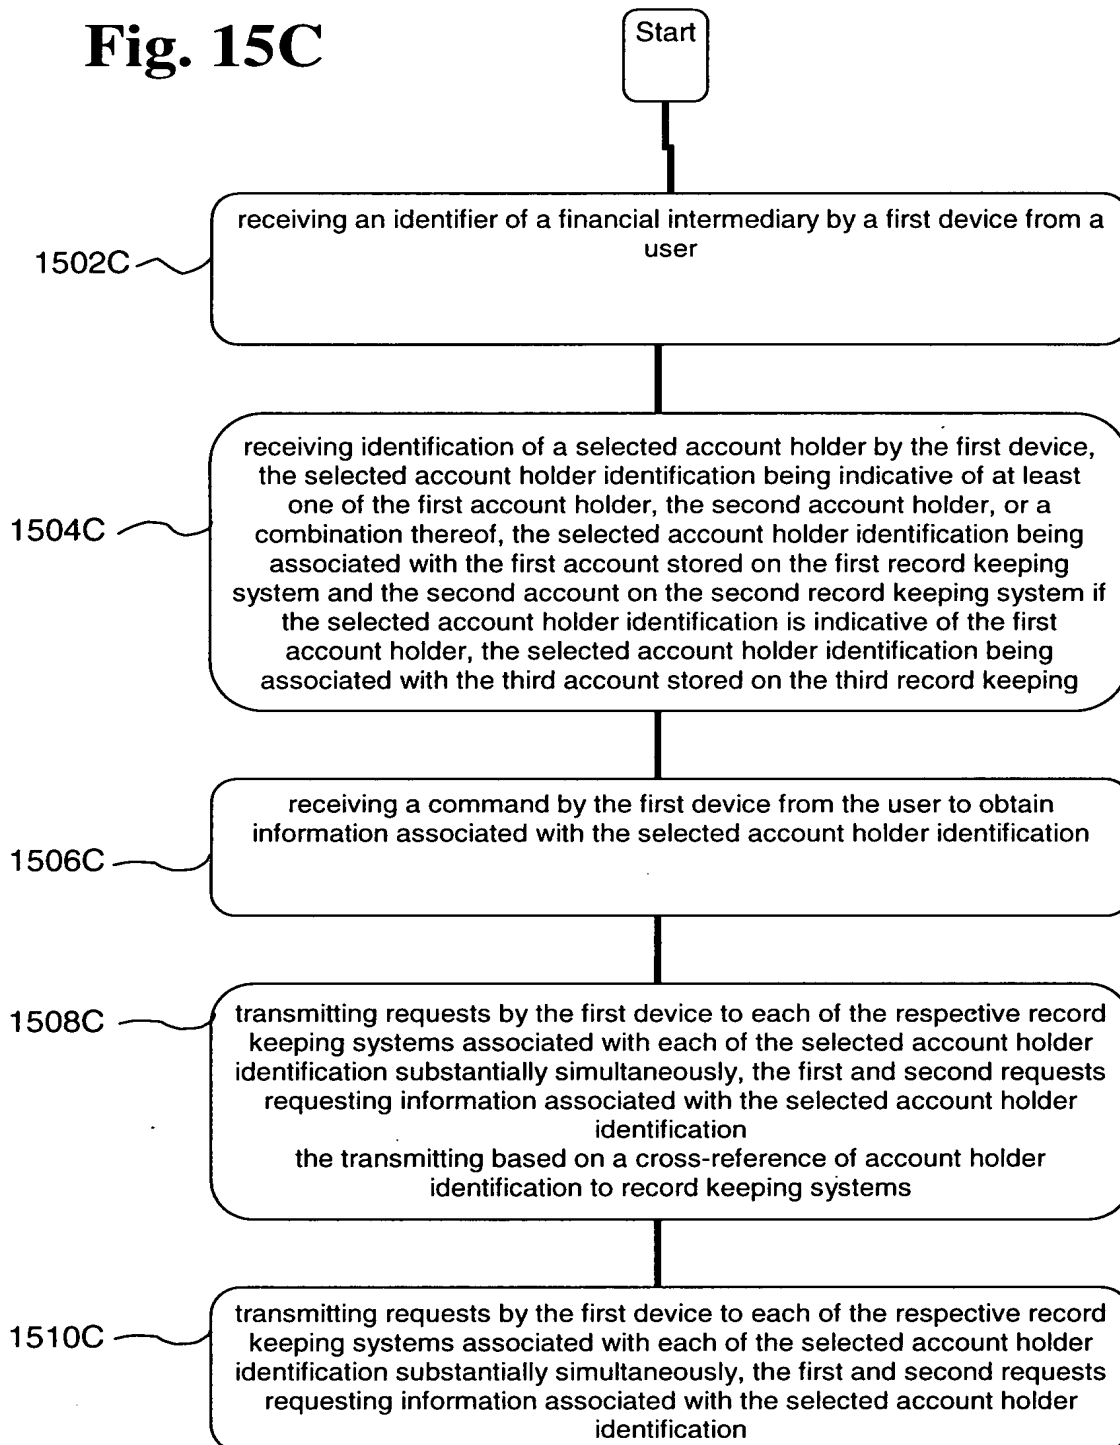 Fig. 15C
Start
receiving an identifier of a financial intermediary by a first device from a
user
1502C
receiving identification of a selected account holder by the first device,
the selected account holder identification being indicative of at least
one of the first account holder, the second account holder, or a
combination thereof, the selected account holder identification being
associated with the first account stored on the first record keeping
system and the second account on the second record keeping system if
the selected account holder identification is indicative of the first
account holder, the selected account holder identification being
associated with the third account stored on the third record keeping
1504C
receiving a command by the first device from the user to obtain
information associated with the selected account holder identification
1506C
transmitting requests by the first device to each of the respective record
keeping systems associated with each of the selected account holder
identification substantially simultaneously, the first and second requests
requesting information associated with the selected account holder
identification
the transmitting based on a cross-reference of account holder
identification to record keeping systems
1508C
transmitting requests by the first device to each of the respective record
keeping systems associated with each of the selected account holder
identification substantially simultaneously, the first and second requests
requesting information associated with the selected account holder
identification
1510C